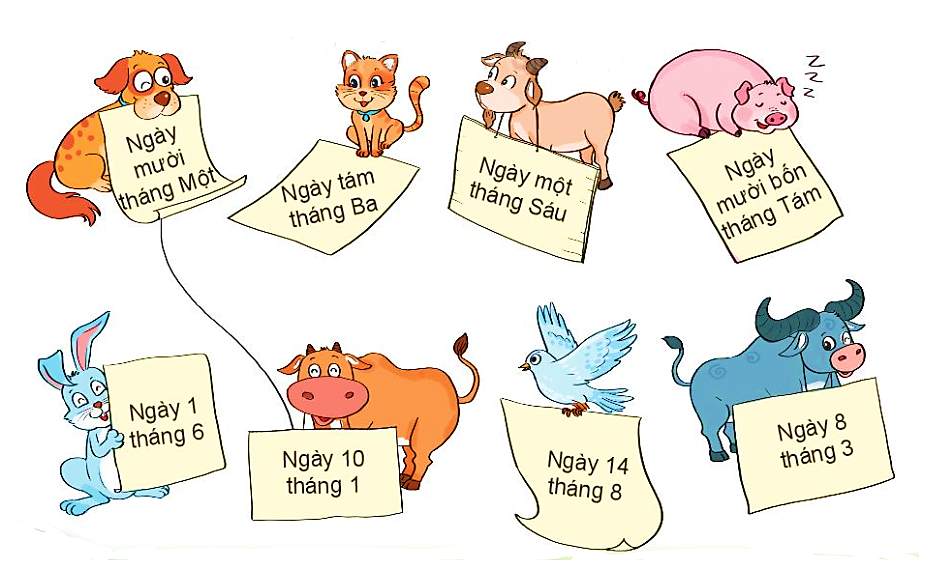 Ngày
mười
tháng Một
Ngày tám
tháng Ba
Ngày một
tháng Sáu
z
z
z
Ngày
mười bốn
tháng Tám
Ngày 1
tháng 6
Ngày 10
tháng 1
Ngày 14
tháng 8
Ngày 8
tháng 3